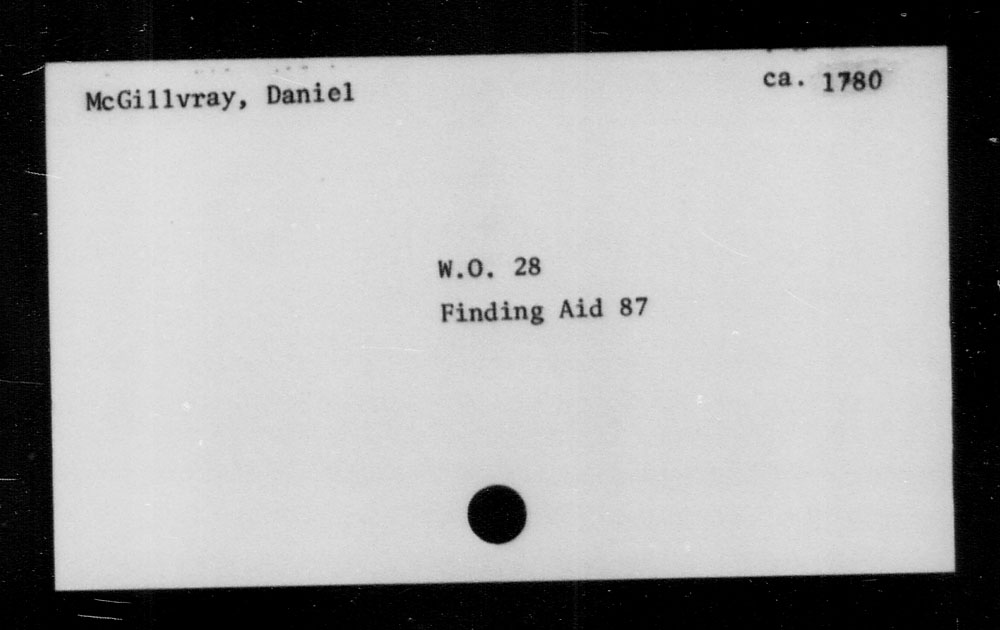 McGillvray, Daniel ca. 1780
W.O. 28
Finding Aid 87